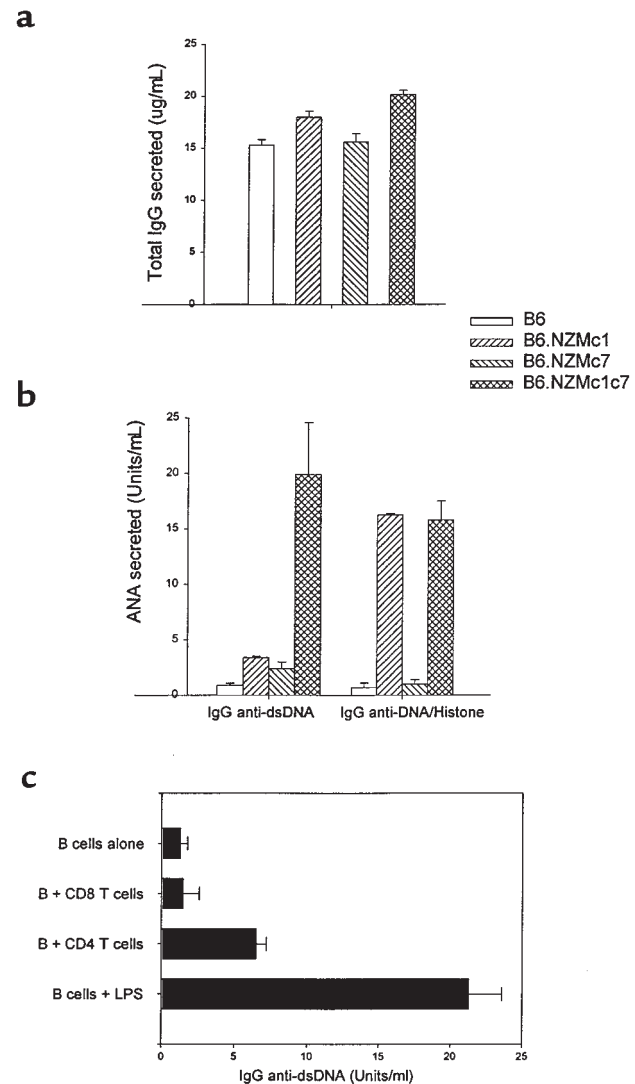 a
Total IgG secreted (ug/mL)
25
20
15
10
5
0
B6
B6.NZMc1
B6.NZMc7
B6.NZMc1c7
b
ANA secreted (Units/mL)
25
20
15
10
5
0
IgG anti-dsDNA IgG anti-DNA/Histone
c
B cells alone
B + CD8 T cells
B + CD4 T cells
B cells + LPS
0 5 10 15 20 25
IgG anti-dsDNA (Units/ml)